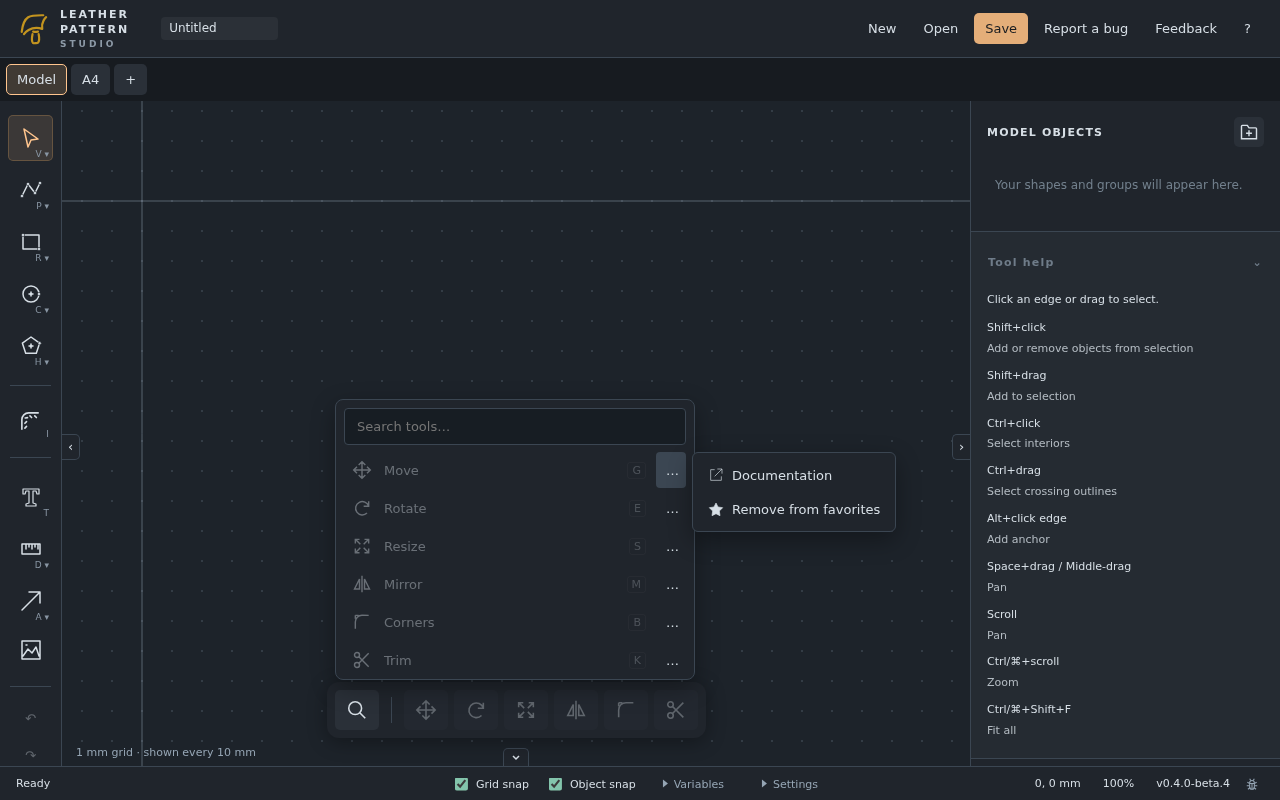 LEATHER
PATTERN
STUDIO
Untitled
New
Open
Save
Report a bug
Feedback
?
Model
A4
+
V ▾
P ▾
R ▾
C ▾
H ▾
I
T
D ▾
A ▾
MODEL OBJECTS
Your shapes and groups will appear here.
Tool help
Click an edge or drag to select.
Shift+click
Add or remove objects from selection
Shift+drag
Add to selection
Ctrl+click
Select interiors
Ctrl+drag
Select crossing outlines
Alt+click edge
Add anchor
Space+drag / Middle-drag
Pan
Scroll
Pan
Ctrl/⌘+scroll
Zoom
Ctrl/⌘+Shift+F
Fit all
Search tools…
Move G …
Rotate E …
Resize S …
Mirror M …
Corners B …
Trim K …
Documentation
Remove from favorites
1 mm grid · shown every 10 mm
Ready
Grid snap
Object snap
Variables
Settings
0, 0 mm
100%
v0.4.0-beta.4